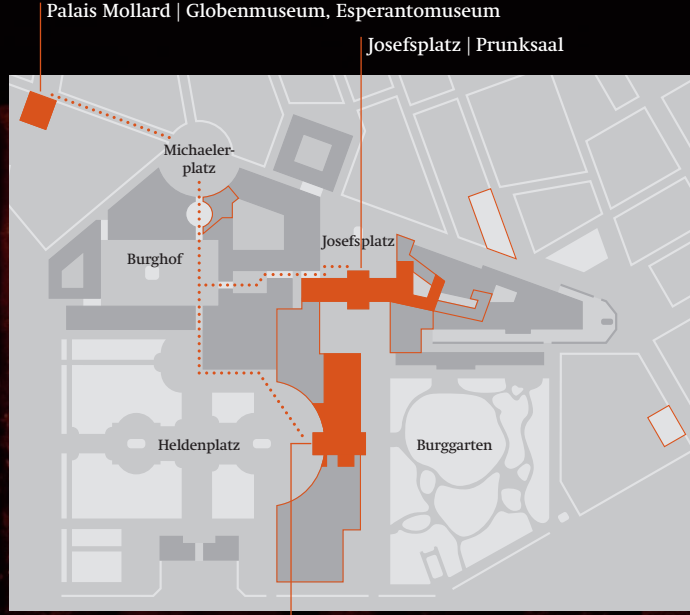 Palais Mollard | Globenmuseum, Esperantomuseum
Josefsplatz | Prunksaal
Michaeler-
platz
Josefsplatz
Burghof
Heldenplatz
Burggarten